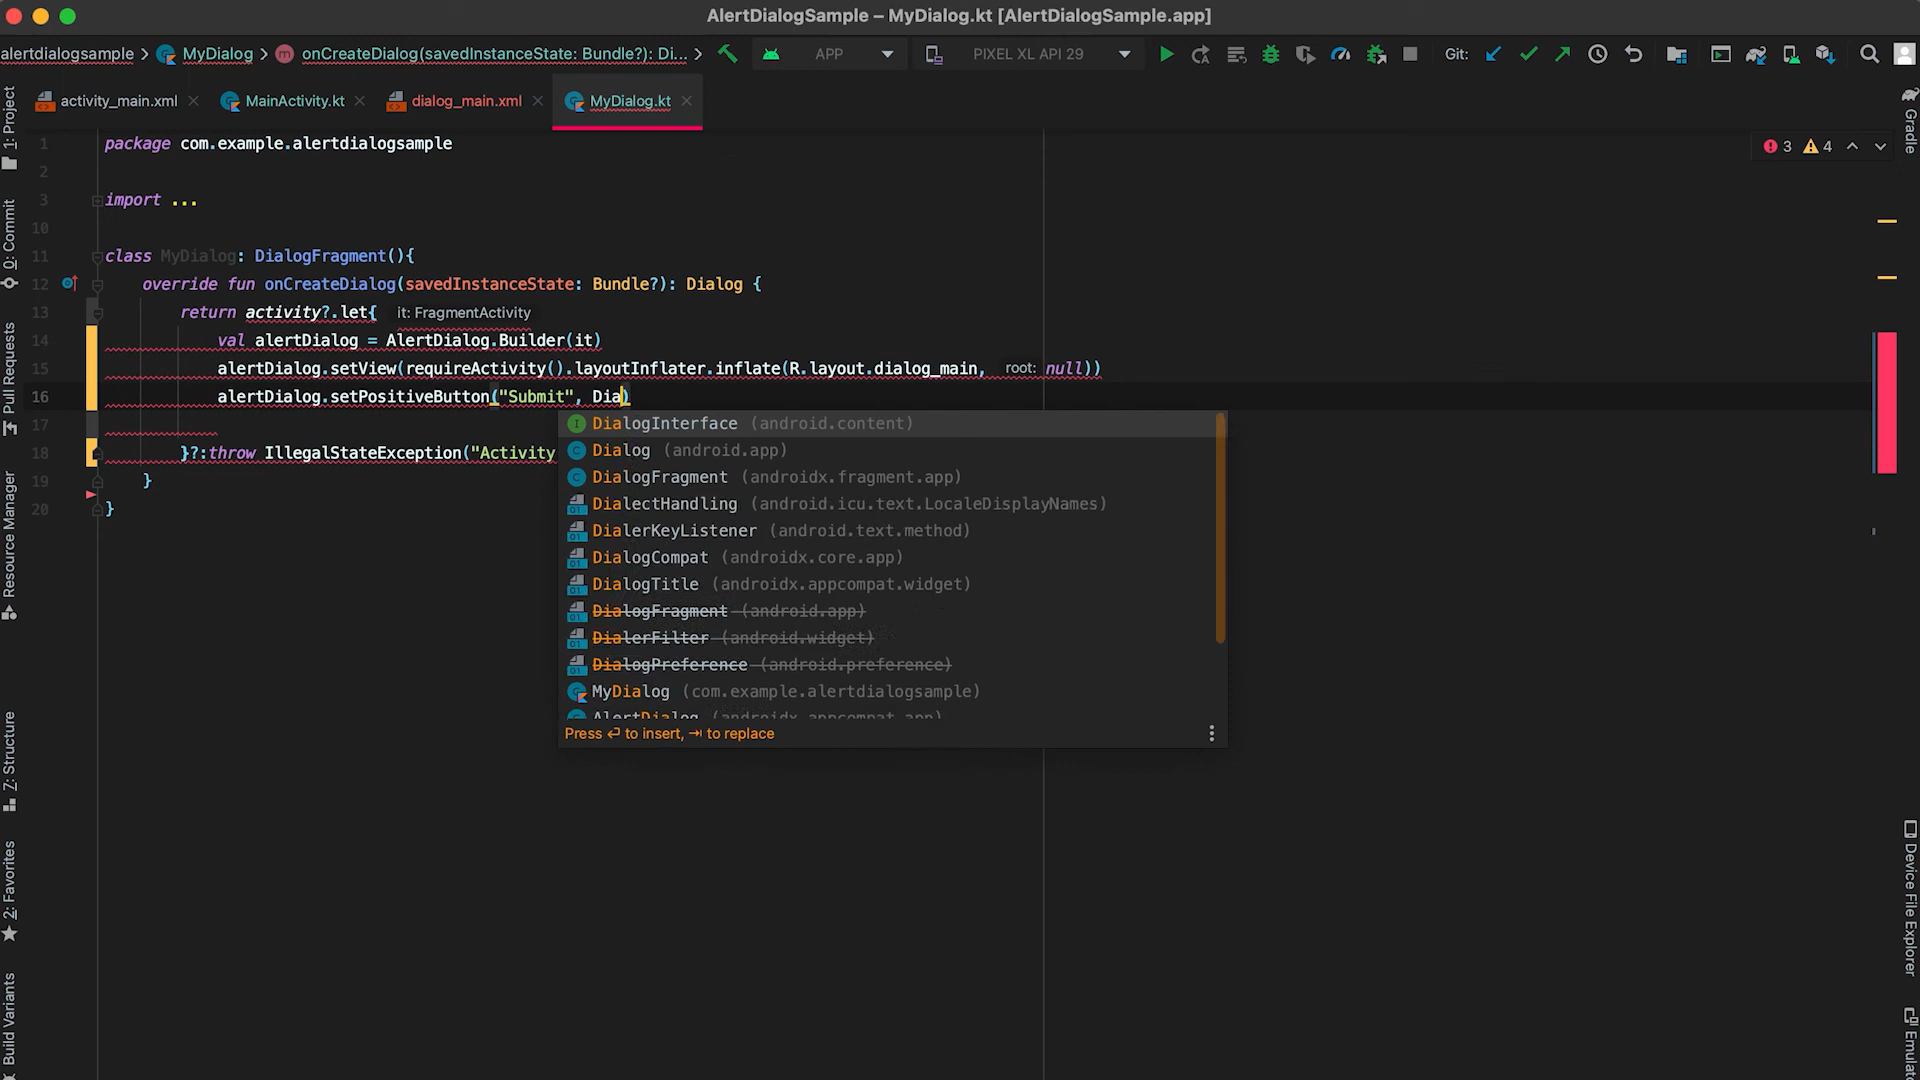 AlertDialogSample – MyDialog.kt [AlertDialogSample.app]
alertdialogsample MyDialog onCreateDialog(savedInstanceState: Bundle?): Di... APP PIXEL XL API 29 Git:
activity_main.xml MainActivity.kt dialog_main.xml MyDialog.kt
1 package com.example.alertdialogsample
2
3 import ...
10
11 class MyDialog: DialogFragment(){
12 override fun onCreateDialog(savedInstanceState: Bundle?): Dialog {
13 return activity?.let{ it: FragmentActivity
14 val alertDialog = AlertDialog.Builder(it)
15 alertDialog.setView(requireActivity().layoutInflater.inflate(R.layout.dialog_main, root: null))
16 alertDialog.setPositiveButton("Submit", Dia)
17
18 }?:throw IllegalStateException("Activity
19 }
20 }
3 4
DialogInterface (android.content)
Dialog (android.app)
DialogFragment (androidx.fragment.app)
DialectHandling (android.icu.text.LocaleDisplayNames)
DialerKeyListener (android.text.method)
DialogCompat (androidx.core.app)
DialogTitle (androidx.appcompat.widget)
DialogFragment (android.app)
DialerFilter (android.widget)
DialogPreference (android.preference)
MyDialog (com.example.alertdialogsample)
AlertDialog (androidx.appcompat.app)
Press ↵ to insert, → to replace
1: Project
0: Commit
Pull Requests
Resource Manager
7: Structure
2: Favorites
Build Variants
Gradle
Device File Explorer